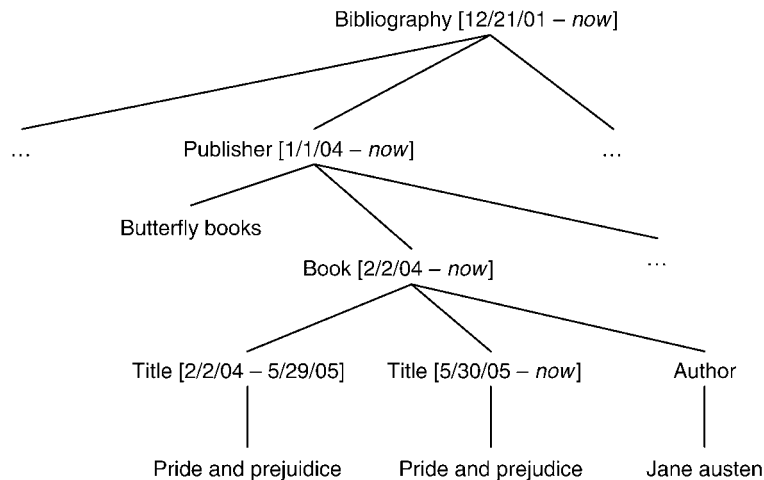 Bibliography [12/21/01 – now]
...
Publisher [1/1/04 – now]
...
Butterfly books
Book [2/2/04 – now]
...
Title [2/2/04 – 5/29/05]
Title [5/30/05 – now]
Author
Pride and prejuidice
Pride and prejudice
Jane austen